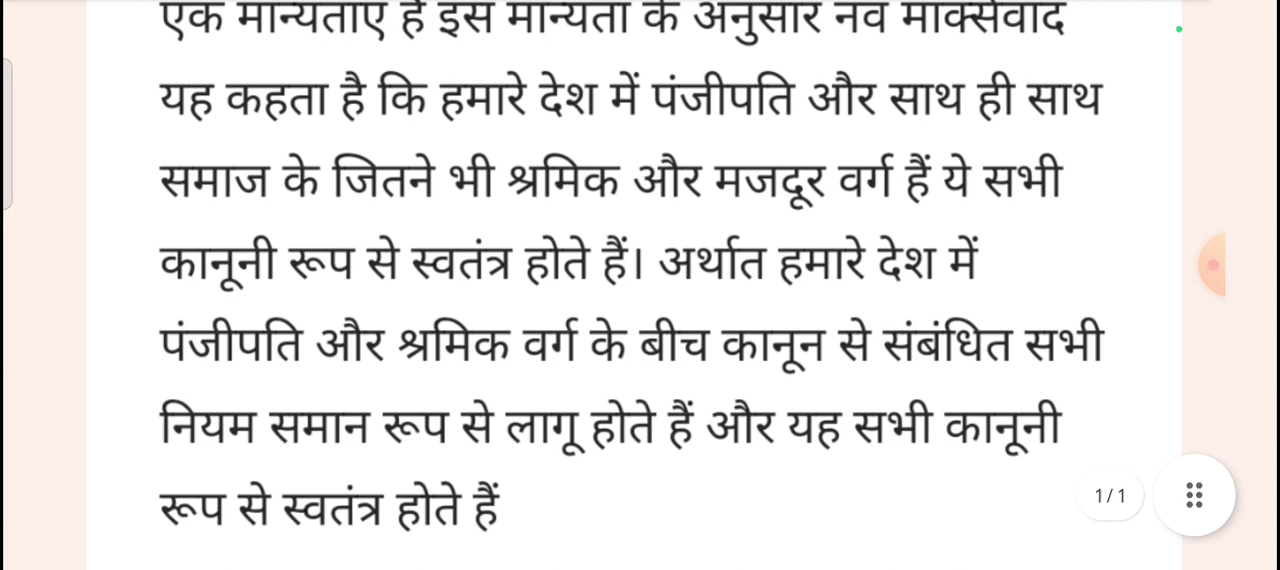 एक मान्यताएं हैं इस मान्यता के अनुसार नव मार्क्सवाद
यह कहता है कि हमारे देश में पंजीपति और साथ ही साथ
समाज के जितने भी श्रमिक और मजदूर वर्ग हैं ये सभी
कानूनी रूप से स्वतंत्र होते हैं। अर्थात हमारे देश में
पंजीपति और श्रमिक वर्ग के बीच कानून से संबंधित सभी
नियम समान रूप से लागू होते हैं और यह सभी कानूनी
रूप से स्वतंत्र होते हैं
1/1